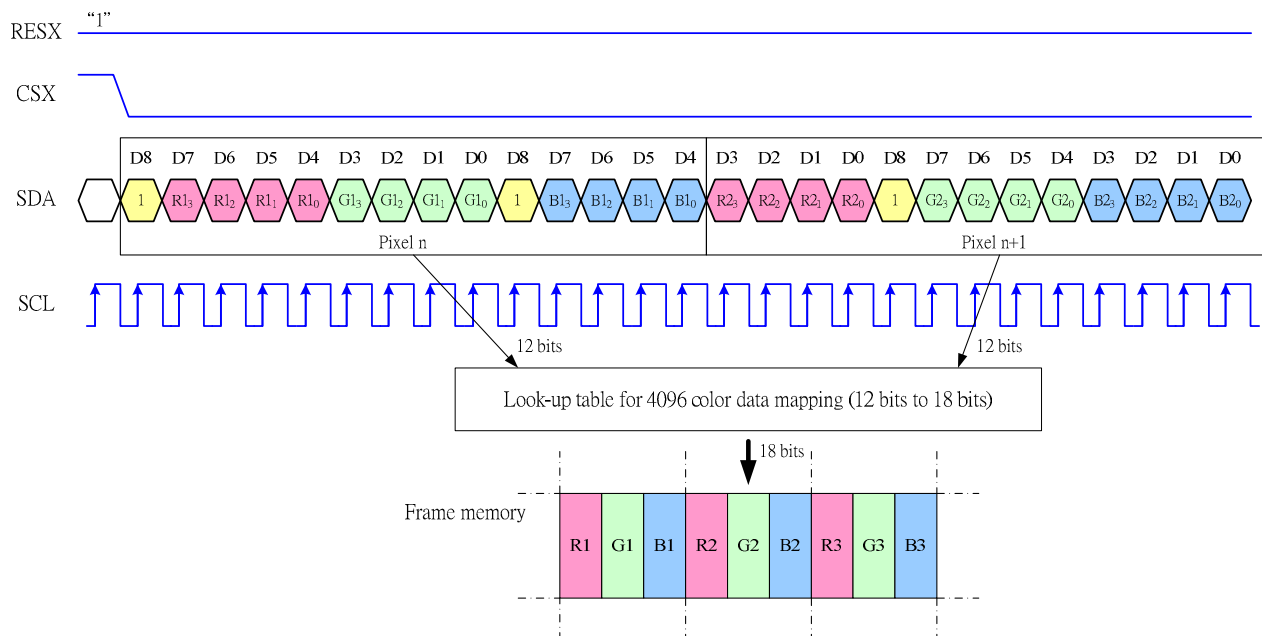 RESX "1"
CSX
D8 D7 D6 D5 D4 D3 D2 D1 D0 D8 D7 D6 D5 D4 D3 D2 D1 D0 D8 D7 D6 D5 D4 D3 D2 D1 D0
SDA 1 R1₃ R1₂ R1₁ R1₀ G1₃ G1₂ G1₁ G1₀ 1 B1₃ B1₂ B1₁ B1₀ R2₃ R2₂ R2₁ R2₀ 1 G2₃ G2₂ G2₁ G2₀ B2₃ B2₂ B2₁ B2₀
Pixel n Pixel n+1
SCL
12 bits 12 bits
Look-up table for 4096 color data mapping (12 bits to 18 bits)
18 bits
Frame memory
R1 G1 B1 R2 G2 B2 R3 G3 B3